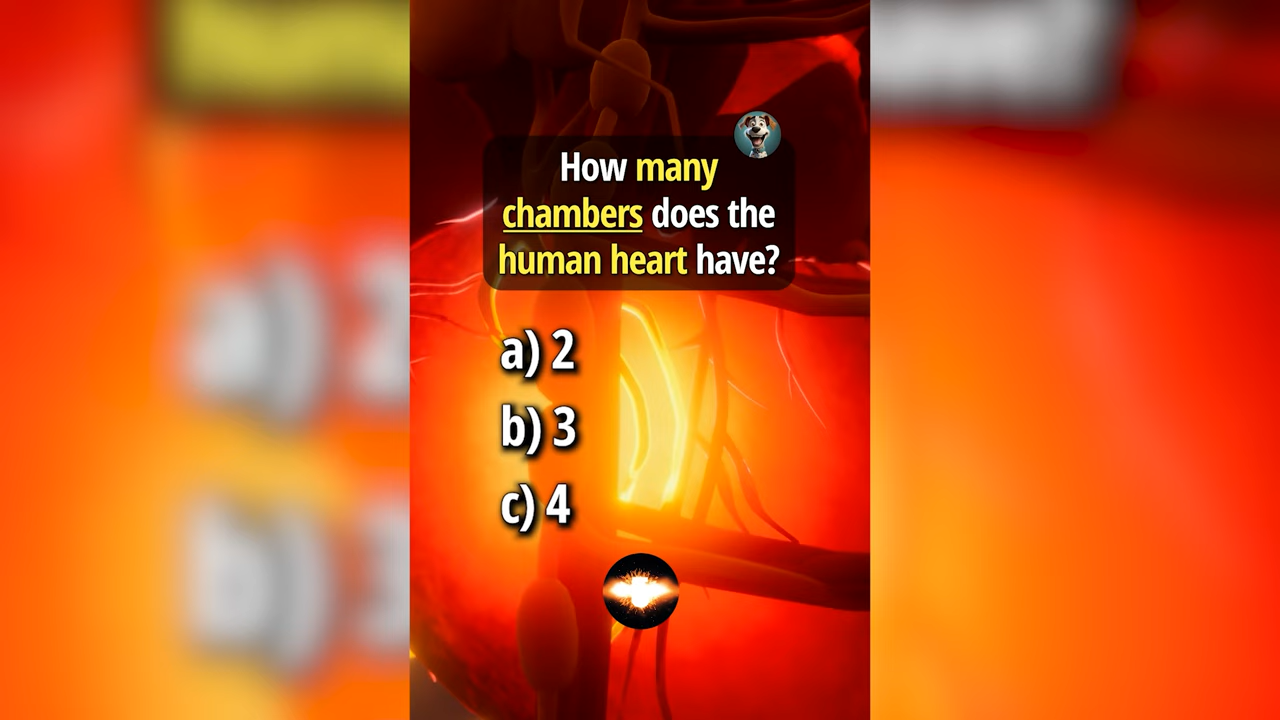 How many
chambers does the
human heart have?
a) 2
b) 3
c) 4